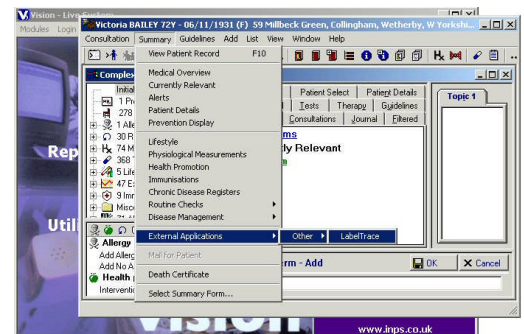 Vision - Live
Modules Login
Victoria BAILEY 72Y - 06/11/1931 (F) 59 Millbeck Green, Collingham, Wetherby, W Yorkshi...
Consultation Summary Guidelines Add List View Window Help
View Patient Record F10
Medical Overview
Currently Relevant
Alerts
Patient Details
Prevention Display
Lifestyle
Physiological Measurements
Health Promotion
Immunisations
Chronic Disease Registers
Routine Checks
Disease Management
External Applications
Other
LabelTrace
Mail for Patient
Death Certificate
Select Summary Form...
Patient Select Patient Details
Tests Therapy Guidelines
Consultations Journal Filtered
ms
ly Relevant
Topic 1
rm - Add
OK
Cancel
Allergy
Add Allerg
Add No A
Health
Interventi
Rep
Utili
www.inps.co.uk